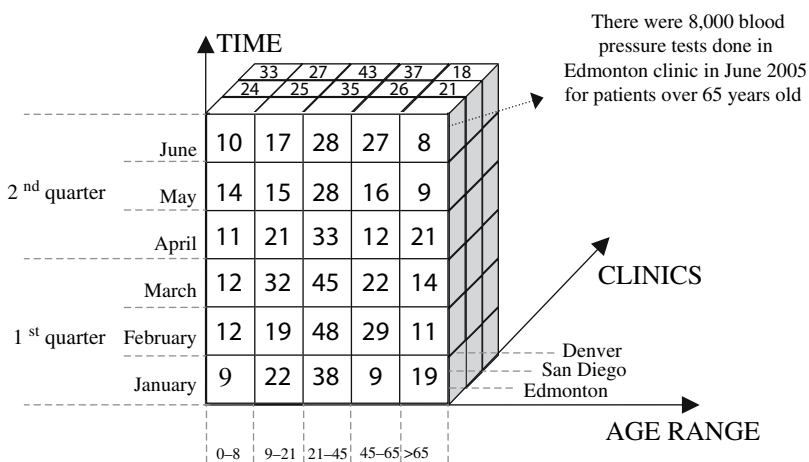 There were 8,000 blood
pressure tests done in
Edmonton clinic in June 2005
for patients over 65 years old
TIME
33 27 43 37 18
24 25 35 26 21
June 10 17 28 27 8
2 nd quarter May 14 15 28 16 9
April 11 21 33 12 21
March 12 32 45 22 14
1 st quarter February 12 19 48 29 11
January 9 22 38 9 19
CLINICS
Denver
San Diego
Edmonton
AGE RANGE
0–8 9–21 21–45 45–65 >65